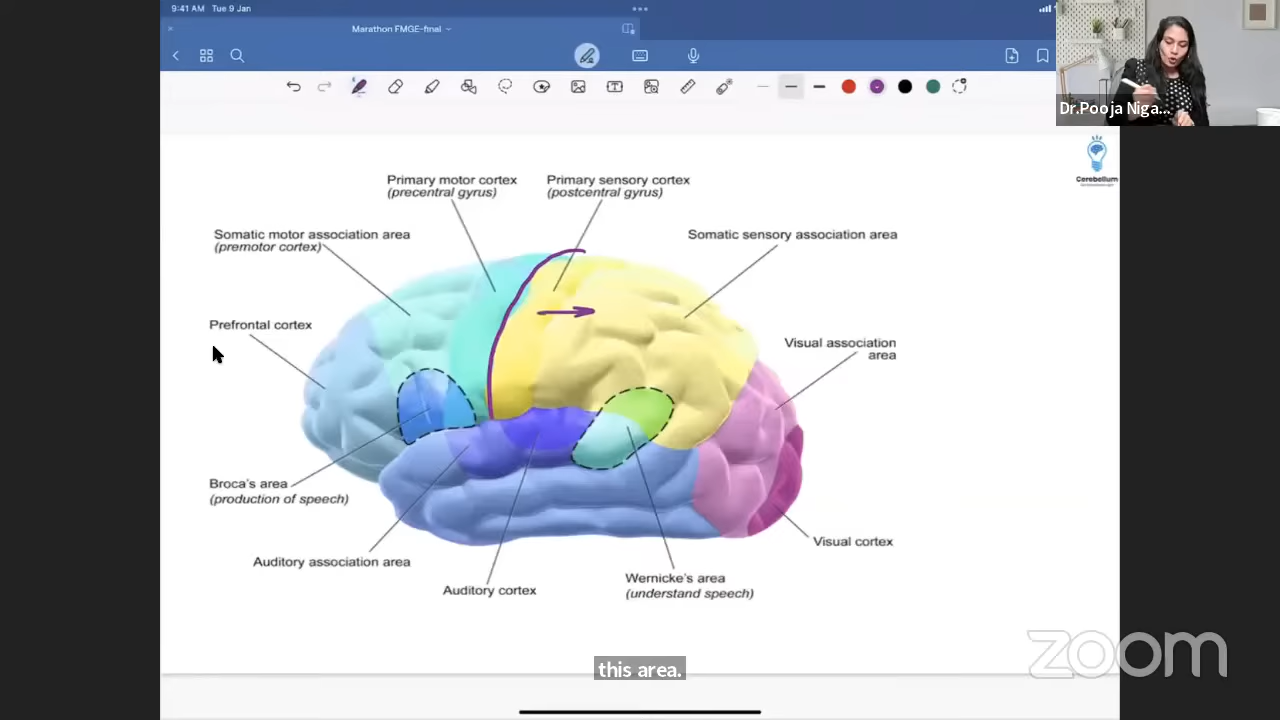 9:41 AM Tue 9 Jan
Marathon FMGE-final
Dr.Pooja Niga...
Cerebellum
Primary motor cortex
(precentral gyrus)
Primary sensory cortex
(postcentral gyrus)
Somatic motor association area
(premotor cortex)
Somatic sensory association area
Prefrontal cortex
Visual association
area
Broca's area
(production of speech)
Visual cortex
Auditory association area
Auditory cortex
Wernicke's area
(understand speech)
this area.
zoom